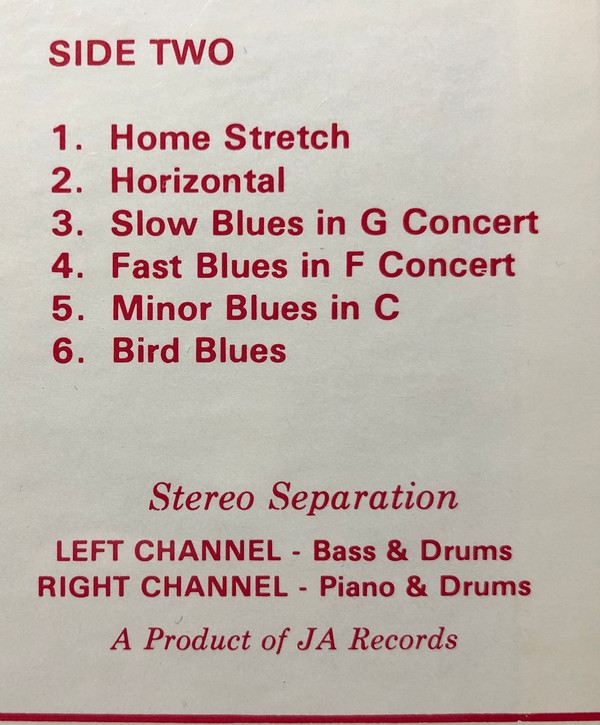 SIDE TWO
1. Home Stretch
2. Horizontal
3. Slow Blues in G Concert
4. Fast Blues in F Concert
5. Minor Blues in C
6. Bird Blues
Stereo Separation
LEFT CHANNEL - Bass & Drums
RIGHT CHANNEL - Piano & Drums
A Product of JA Records